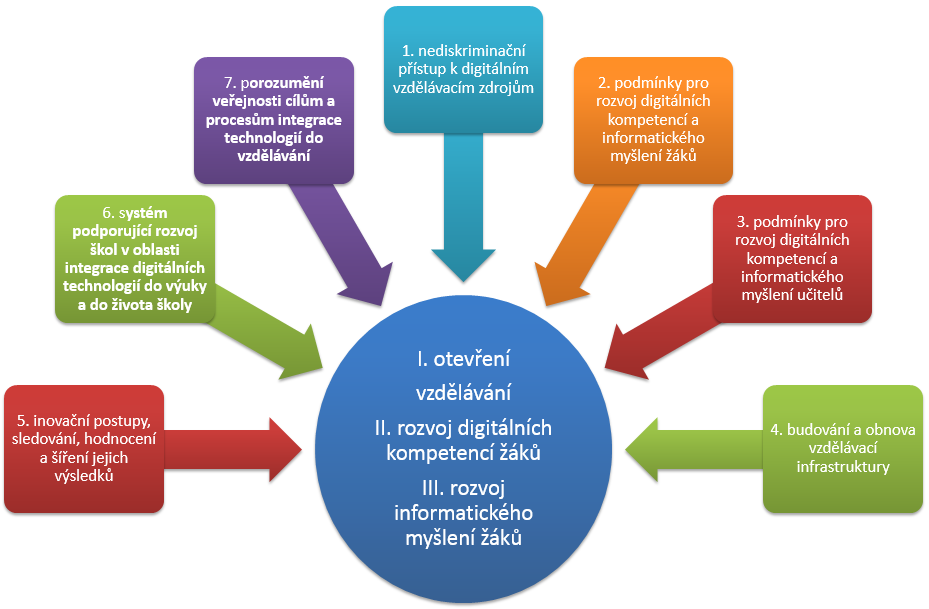 1. nediskriminační
přístup k digitálním
vzdělávacím zdrojům
2. podmínky pro
rozvoj digitálních
kompetencí a
informatického
myšlení žáků
3. podmínky pro
rozvoj digitálních
kompetencí a
informatického
myšlení učitelů
4. budování a obnova
vzdělávací
infrastruktury
5. inovační postupy,
sledování, hodnocení
a šíření jejich
výsledků
6. systém
podporující rozvoj
škol v oblasti
integrace digitálních
technologií do výuky
a do života školy
7. porozumění
veřejnosti cílům a
procesům integrace
technologií do
vzdělávání
I. otevření
vzdělávání
II. rozvoj digitálních
kompetencí žáků
III. rozvoj
informatického
myšlení žáků